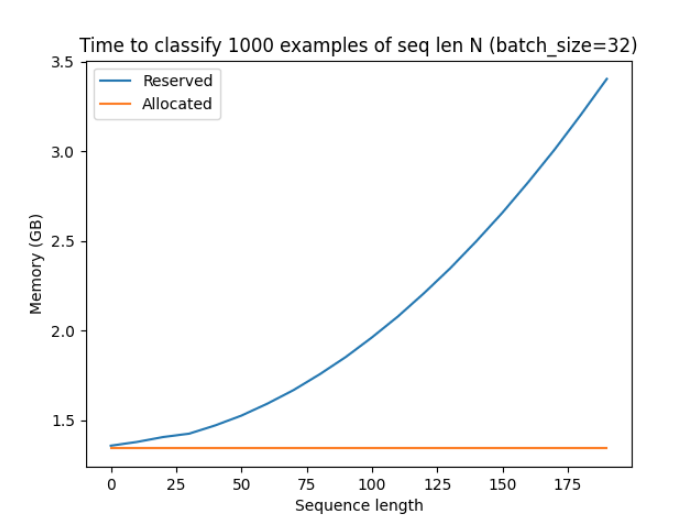 Time to classify 1000 examples of seq len N (batch_size=32)
Reserved
Allocated
3.5
3.0
2.5
2.0
1.5
Memory (GB)
0 25 50 75 100 125 150 175
Sequence length